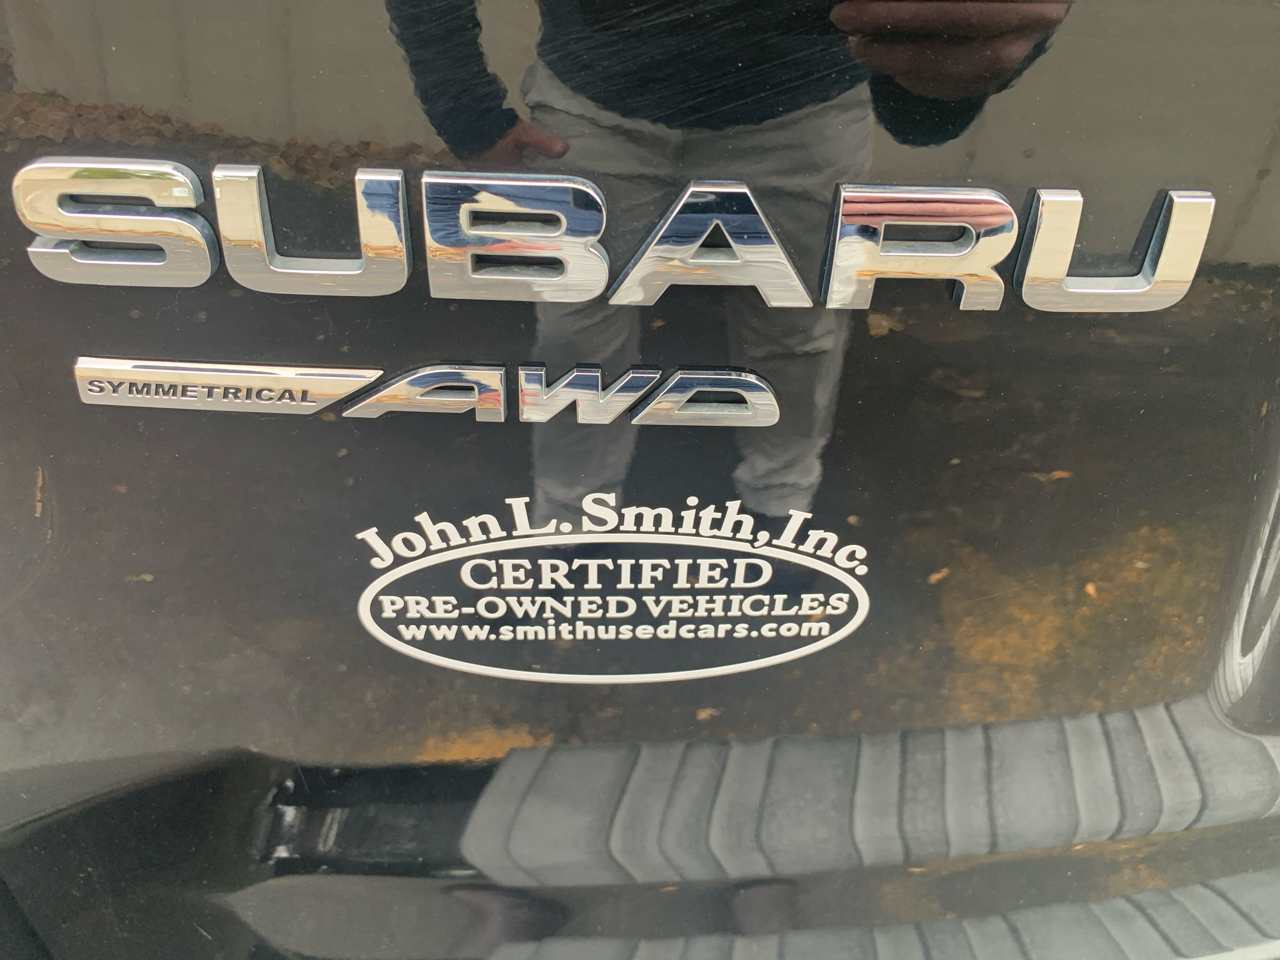 SUBARU
SYMMETRICAL AWD
John L. Smith, Inc.
CERTIFIED
PRE-OWNED VEHICLES
www.smithusedcars.com